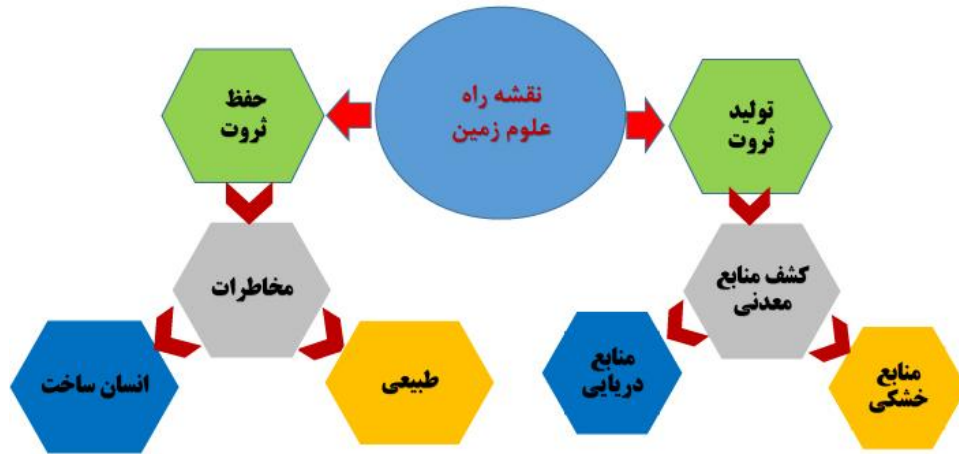 نقشه راه
علوم زمین
تولید
ثروت
حفظ
ثروت
کشف منابع
معدنی
مخاطرات
منابع
خشکی
منابع
دریایی
طبیعی
انسان ساخت